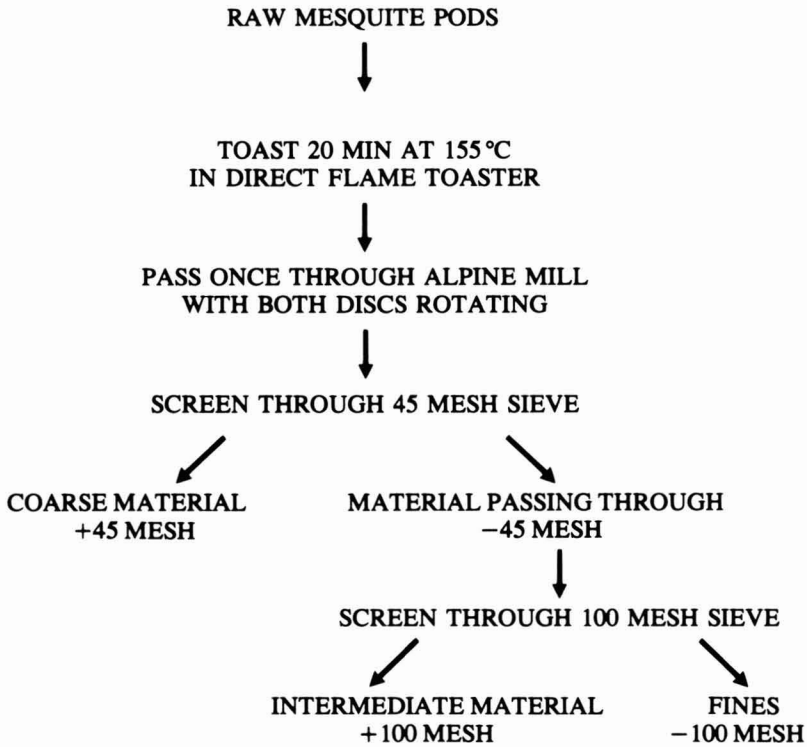 RAW MESQUITE PODS
TOAST 20 MIN AT 155°C
IN DIRECT FLAME TOASTER
PASS ONCE THROUGH ALPINE MILL
WITH BOTH DISCS ROTATING
SCREEN THROUGH 45 MESH SIEVE
COARSE MATERIAL
+45 MESH
MATERIAL PASSING THROUGH
−45 MESH
SCREEN THROUGH 100 MESH SIEVE
INTERMEDIATE MATERIAL
+100 MESH
FINES
−100 MESH